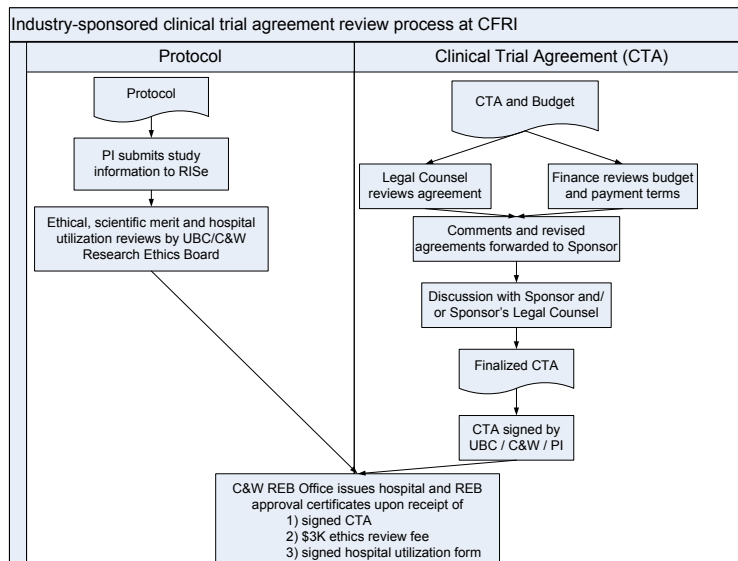 Industry-sponsored clinical trial agreement review process at CFRI
Protocol
Protocol
PI submits study
information to RISe
Ethical, scientific merit and hospital
utilization reviews by UBC/C&W
Research Ethics Board
Clinical Trial Agreement (CTA)
CTA and Budget
Legal Counsel
reviews agreement
Finance reviews budget
and payment terms
Comments and revised
agreements forwarded to Sponsor
Discussion with Sponsor and/
or Sponsor's Legal Counsel
Finalized CTA
CTA signed by
UBC / C&W / PI
C&W REB Office issues hospital and REB
approval certificates upon receipt of
1) signed CTA
2) $3K ethics review fee
3) signed hospital utilization form